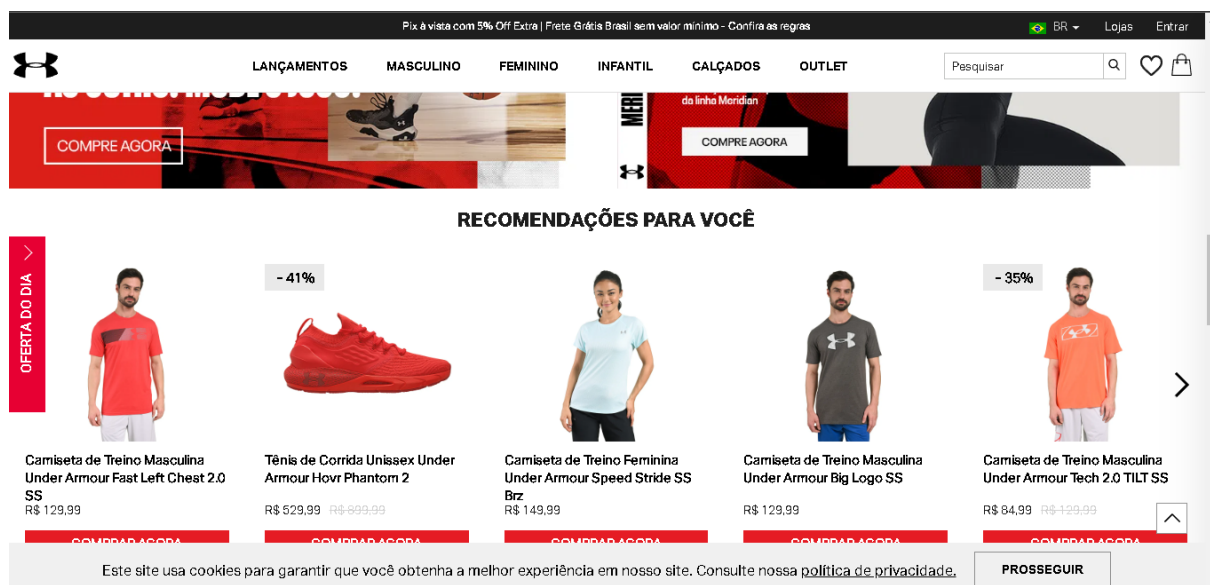 Pix à vista com 5% Off Extra | Frete Grátis Brasil sem valor mínimo - Confira as regras
BR
Lojas
Entrar
LANÇAMENTOS
MASCULINO
FEMININO
INFANTIL
CALÇADOS
OUTLET
Pesquisar
COMPRE AGORA
MERI
da linha Meridian
COMPRE AGORA
RECOMENDAÇÕES PARA VOCÊ
OFERTA DO DIA
- 41%
- 35%
Camiseta de Treino Masculina
Under Armour Fast Left Chest 2.0
SS
R$ 129,99
Tênis de Corrida Unissex Under
Armour Hovr Phantom 2
R$ 529,99 R$ 899,99
Camiseta de Treino Feminina
Under Armour Speed Stride SS
Brz
R$ 149,99
Camiseta de Treino Masculina
Under Armour Big Logo SS
R$ 129,99
Camiseta de Treino Masculina
Under Armour Tech 2.0 TILT SS
R$ 84,99 R$ 129,99
COMPRAR AGORA
COMPRAR AGORA
COMPRAR AGORA
COMPRAR AGORA
COMPRAR AGORA
Este site usa cookies para garantir que você obtenha a melhor experiência em nosso site. Consulte nossa política de privacidade.
PROSSEGUIR